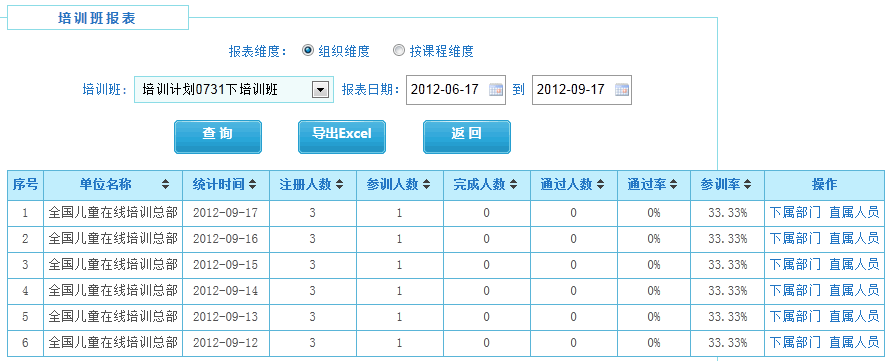 培训班报表
报表维度： 组织维度 按课程维度
培训班： 培训计划0731下培训班 报表日期： 2012-06-17 到 2012-09-17
查 询 导出Excel 返 回
序号 单位名称 统计时间 注册人数 参训人数 完成人数 通过人数 通过率 参训率 操作
1 全国儿童在线培训总部 2012-09-17 3 1 0 0 0% 33.33% 下属部门 直属人员
2 全国儿童在线培训总部 2012-09-16 3 1 0 0 0% 33.33% 下属部门 直属人员
3 全国儿童在线培训总部 2012-09-15 3 1 0 0 0% 33.33% 下属部门 直属人员
4 全国儿童在线培训总部 2012-09-14 3 1 0 0 0% 33.33% 下属部门 直属人员
5 全国儿童在线培训总部 2012-09-13 3 1 0 0 0% 33.33% 下属部门 直属人员
6 全国儿童在线培训总部 2012-09-12 3 1 0 0 0% 33.33% 下属部门 直属人员